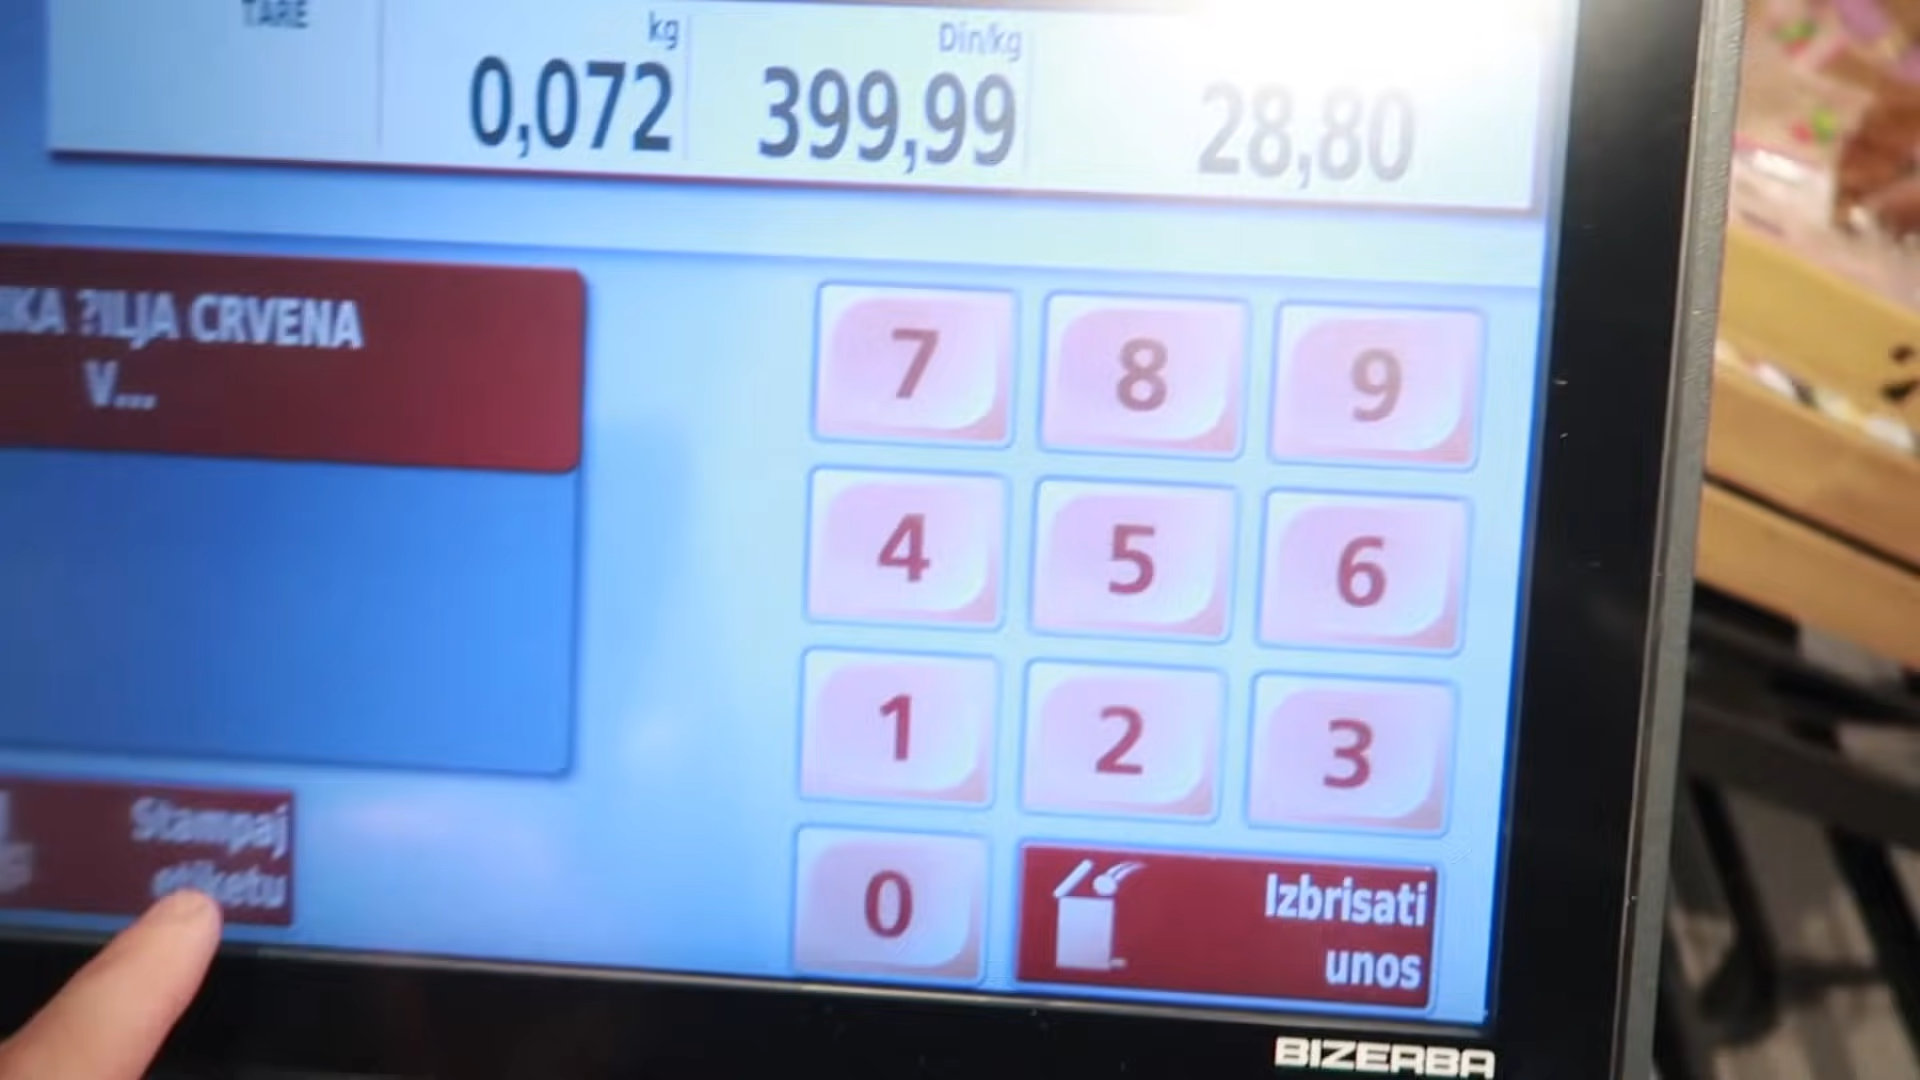 TARE
kg
Din/kg
0,072
399,99
28,80
?ILJA CRVENA
V...
7
8
9
4
5
6
1
2
3
0
Stampaj
etiketu
Izbrisati
unos
BIZERBA